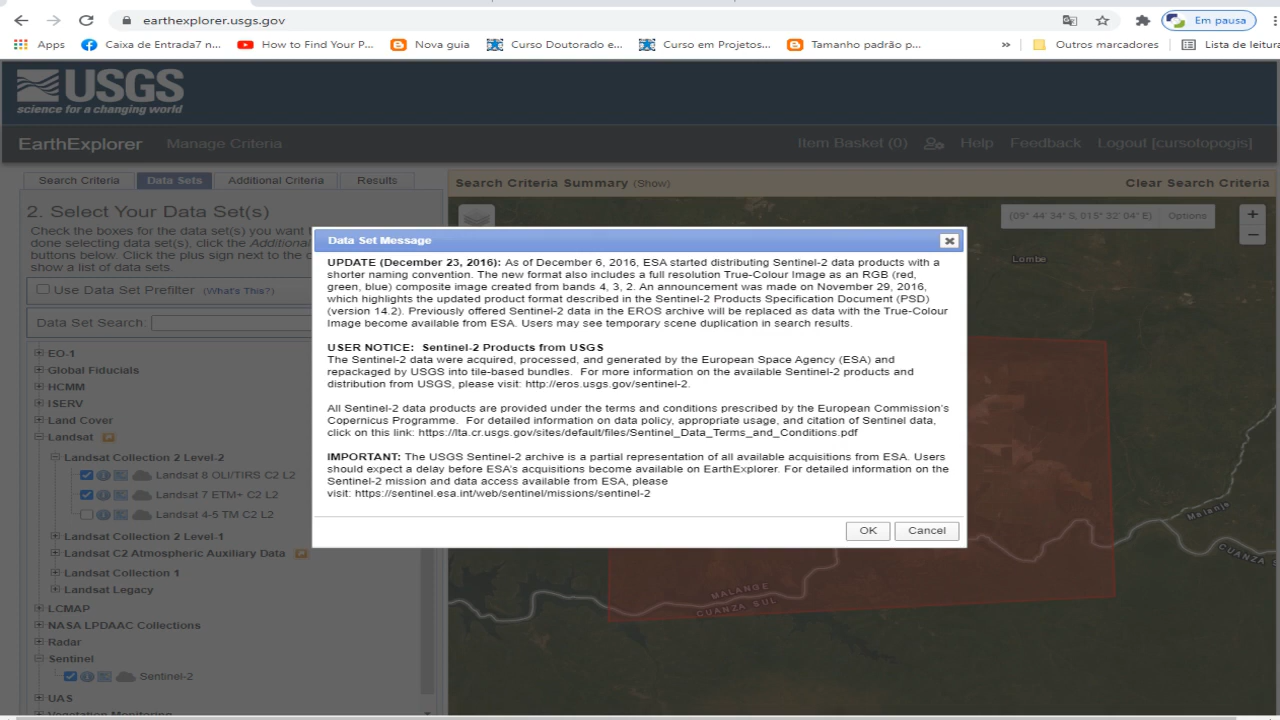 earthexplorer.usgs.gov
Em pausa
Apps
Caixa de Entrada7 n...
How to Find Your P...
Nova guia
Curso Doutorado e...
Curso em Projetos...
Tamanho padrão p...
»
Outros marcadores
Lista de leitura
USGS
science for a changing world
EarthExplorer
Manage Criteria
Item Basket (0)
Help
Feedback
Logout [cursotopogis]
Search Criteria
Data Sets
Additional Criteria
Results
Search Criteria Summary (Show)
Clear Search Criteria
2. Select Your Data Set(s)
Check the boxes for the data set(s) you want
done selecting data set(s), click the Additional
buttons below. Click the plus sign next to the
show a list of data sets.
Use Data Set Prefilter (What's This?)
Data Set Search:
EO-1
Global Fiducials
HCMM
ISERV
Land Cover
Landsat
Landsat Collection 2 Level-2
Landsat 8 OLI/TIRS C2 L2
Landsat 7 ETM+ C2 L2
Landsat 4-5 TM C2 L2
Landsat Collection 2 Level-1
Landsat C2 Atmospheric Auxiliary Data
Landsat Collection 1
Landsat Legacy
LCMAP
NASA LPDAAC Collections
Radar
Sentinel
Sentinel-2
UAS
Vegetation Monitoring
(09° 44' 34" S, 015° 32' 04" E)
Options
+
−
Lombe
Malanje
CUANZA SU
MALANGE
CUANZA SUL
Data Set Message
UPDATE (December 23, 2016): As of December 6, 2016, ESA started distributing Sentinel-2 data products with a
shorter naming convention. The new format also includes a full resolution True-Colour Image as an RGB (red,
green, blue) composite image created from bands 4, 3, 2. An announcement was made on November 29, 2016,
which highlights the updated product format described in the Sentinel-2 Products Specification Document (PSD)
(version 14.2). Previously offered Sentinel-2 data in the EROS archive will be replaced as data with the True-Colour
Image become available from ESA. Users may see temporary scene duplication in search results.
USER NOTICE: Sentinel-2 Products from USGS
The Sentinel-2 data were acquired, processed, and generated by the European Space Agency (ESA) and
repackaged by USGS into tile-based bundles. For more information on the available Sentinel-2 products and
distribution from USGS, please visit: http://eros.usgs.gov/sentinel-2.
All Sentinel-2 data products are provided under the terms and conditions prescribed by the European Commission's
Copernicus Programme. For detailed information on data policy, appropriate usage, and citation of Sentinel data,
click on this link: https://lta.cr.usgs.gov/sites/default/files/Sentinel_Data_Terms_and_Conditions.pdf
IMPORTANT: The USGS Sentinel-2 archive is a partial representation of all available acquisitions from ESA. Users
should expect a delay before ESA's acquisitions become available on EarthExplorer. For detailed information on the
Sentinel-2 mission and data access available from ESA, please
visit: https://sentinel.esa.int/web/sentinel/missions/sentinel-2
OK
Cancel